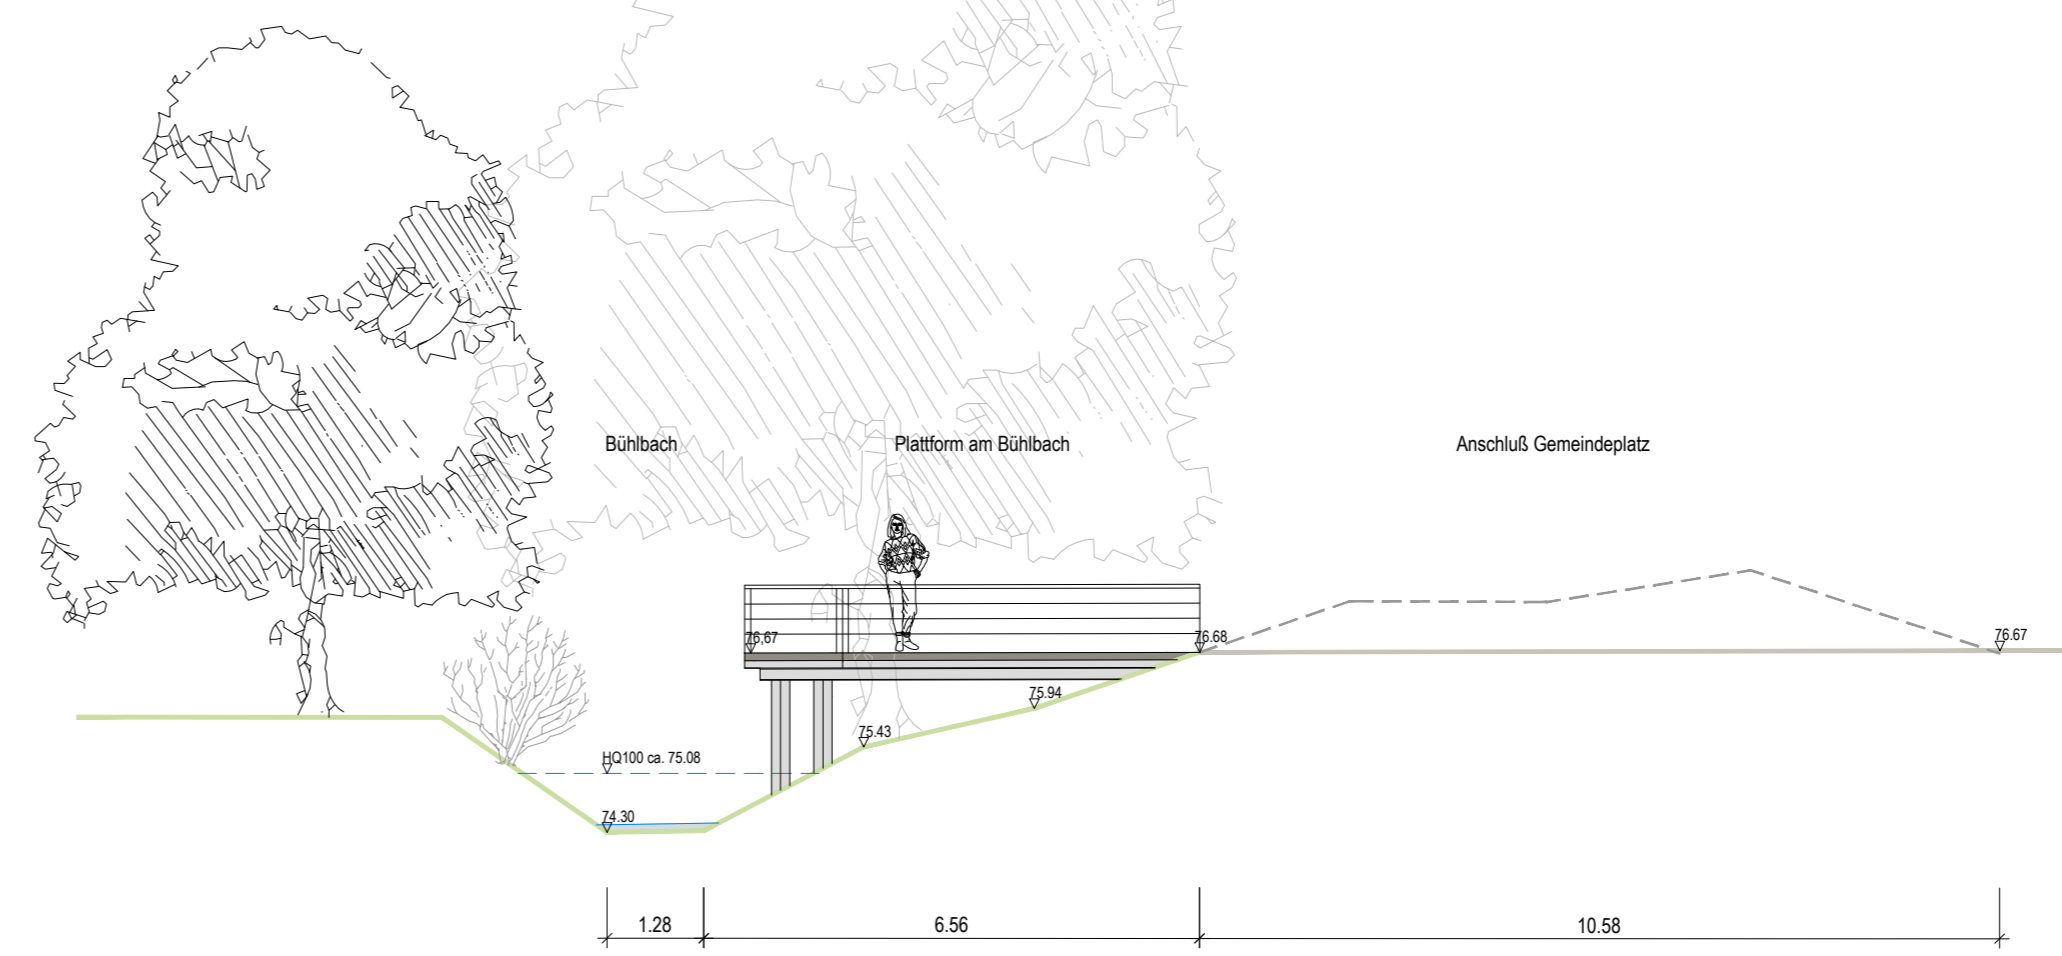 Bühlbach
Plattform am Bühlbach
Anschluß Gemeindeplatz
76,67
76.68
76.67
75.94
75.43
HQ100 ca. 75.08
74.30
1.28
6.56
10.58